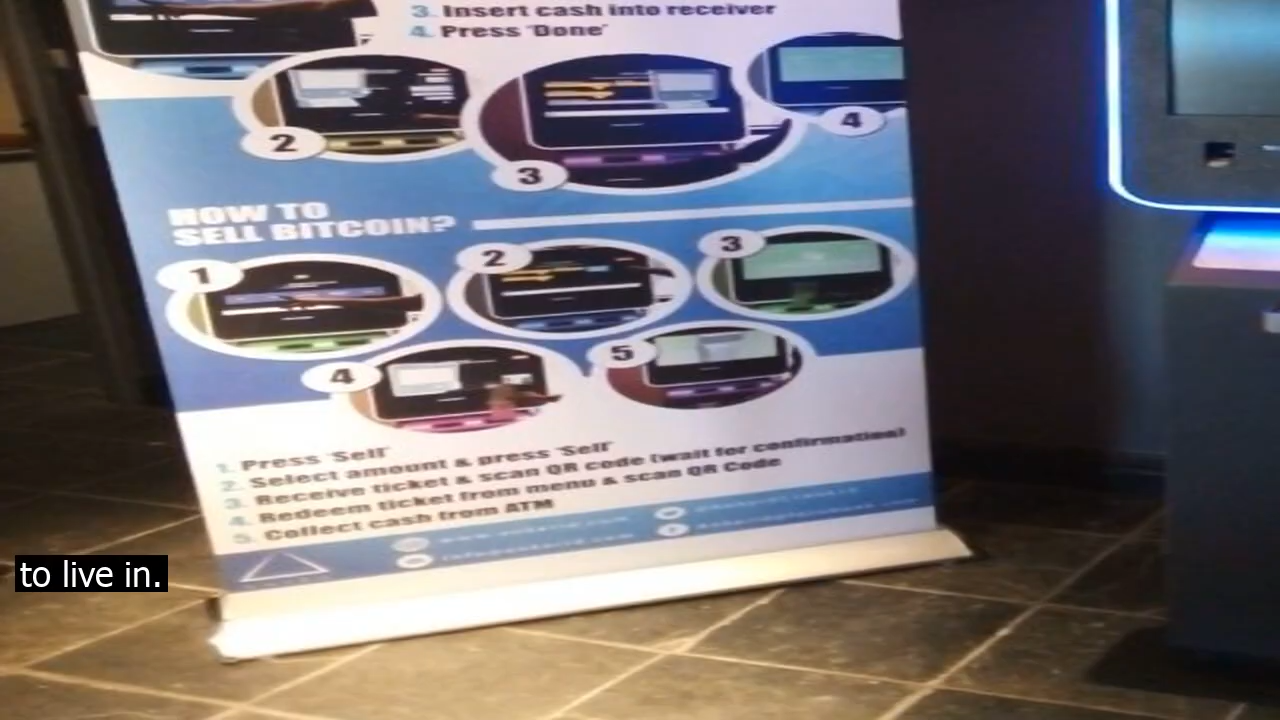 3. Insert cash into receiver
4. Press 'Done'
2
3
4
HOW TO
SELL BITCOIN?
1
2
3
4
5
1. Press 'Sell'
2. Select amount & press 'Sell'
3. Receive ticket & scan QR code (wait for confirmation)
4. Redeem ticket from menu & scan QR Code
5. Collect cash from ATM
to live in.